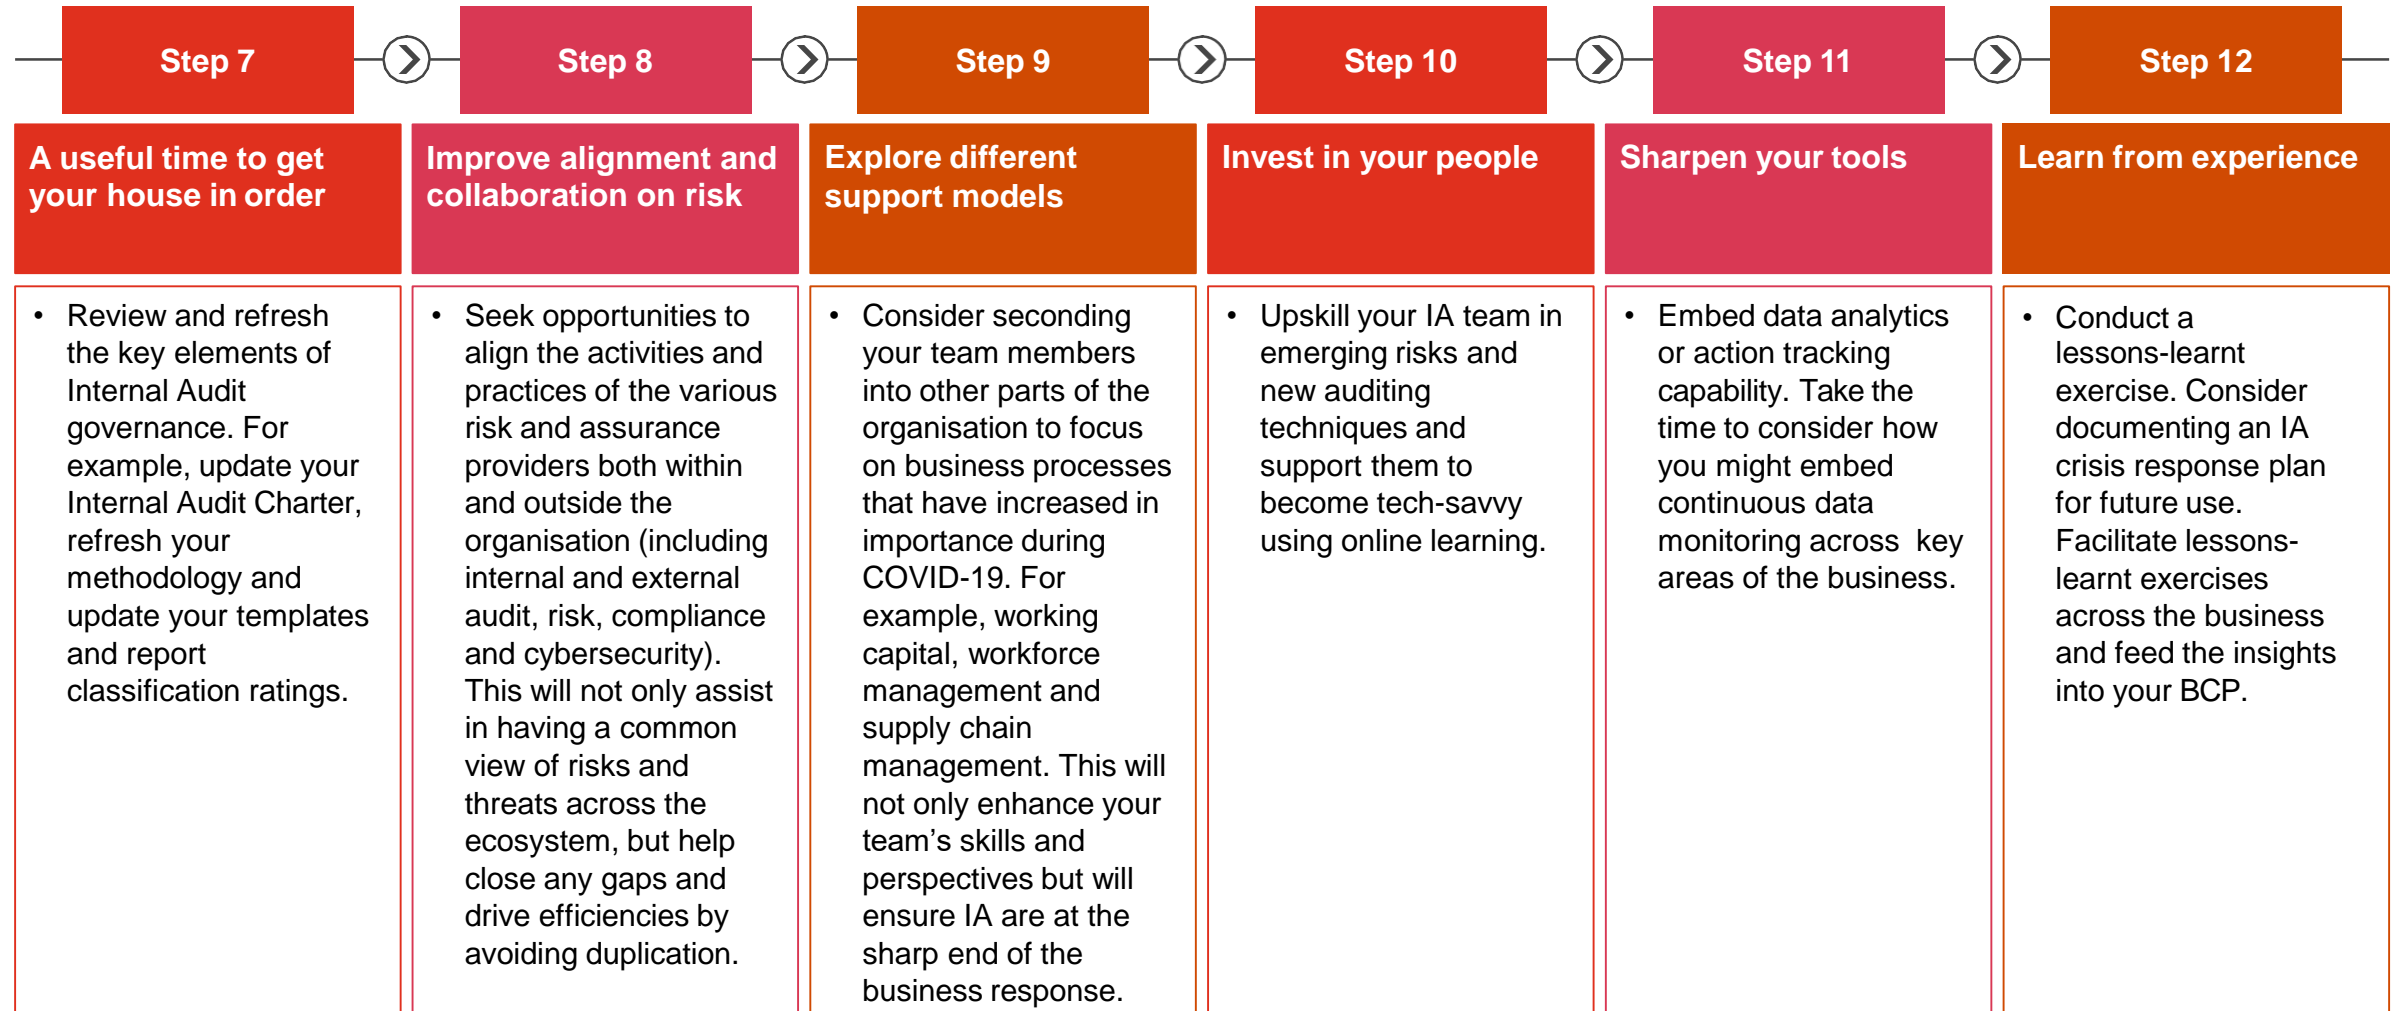 Step 7
Step 8
Step 9
Step 10
Step 11
Step 12
A useful time to get
your house in order
Improve alignment and
collaboration on risk
Explore different
support models
Invest in your people
Sharpen your tools
Learn from experience
• Review and refresh
the key elements of
Internal Audit
governance. For
example, update your
Internal Audit Charter,
refresh your
methodology and
update your templates
and report
classification ratings.
• Seek opportunities to
align the activities and
practices of the various
risk and assurance
providers both within
and outside the
organisation (including
internal and external
audit, risk, compliance
and cybersecurity).
This will not only assist
in having a common
view of risks and
threats across the
ecosystem, but help
close any gaps and
drive efficiencies by
avoiding duplication.
• Consider seconding
your team members
into other parts of the
organisation to focus
on business processes
that have increased in
importance during
COVID-19. For
example, working
capital, workforce
management and
supply chain
management. This will
not only enhance your
team’s skills and
perspectives but will
ensure IA are at the
sharp end of the
business response.
• Upskill your IA team in
emerging risks and
new auditing
techniques and
support them to
become tech-savvy
using online learning.
• Embed data analytics
or action tracking
capability. Take the
time to consider how
you might embed
continuous data
monitoring across  key
areas of the business.
• Conduct a
lessons-learnt
exercise. Consider
documenting an IA
crisis response plan
for future use.
Facilitate lessons-
learnt exercises
across the business
and feed the insights
into your BCP.